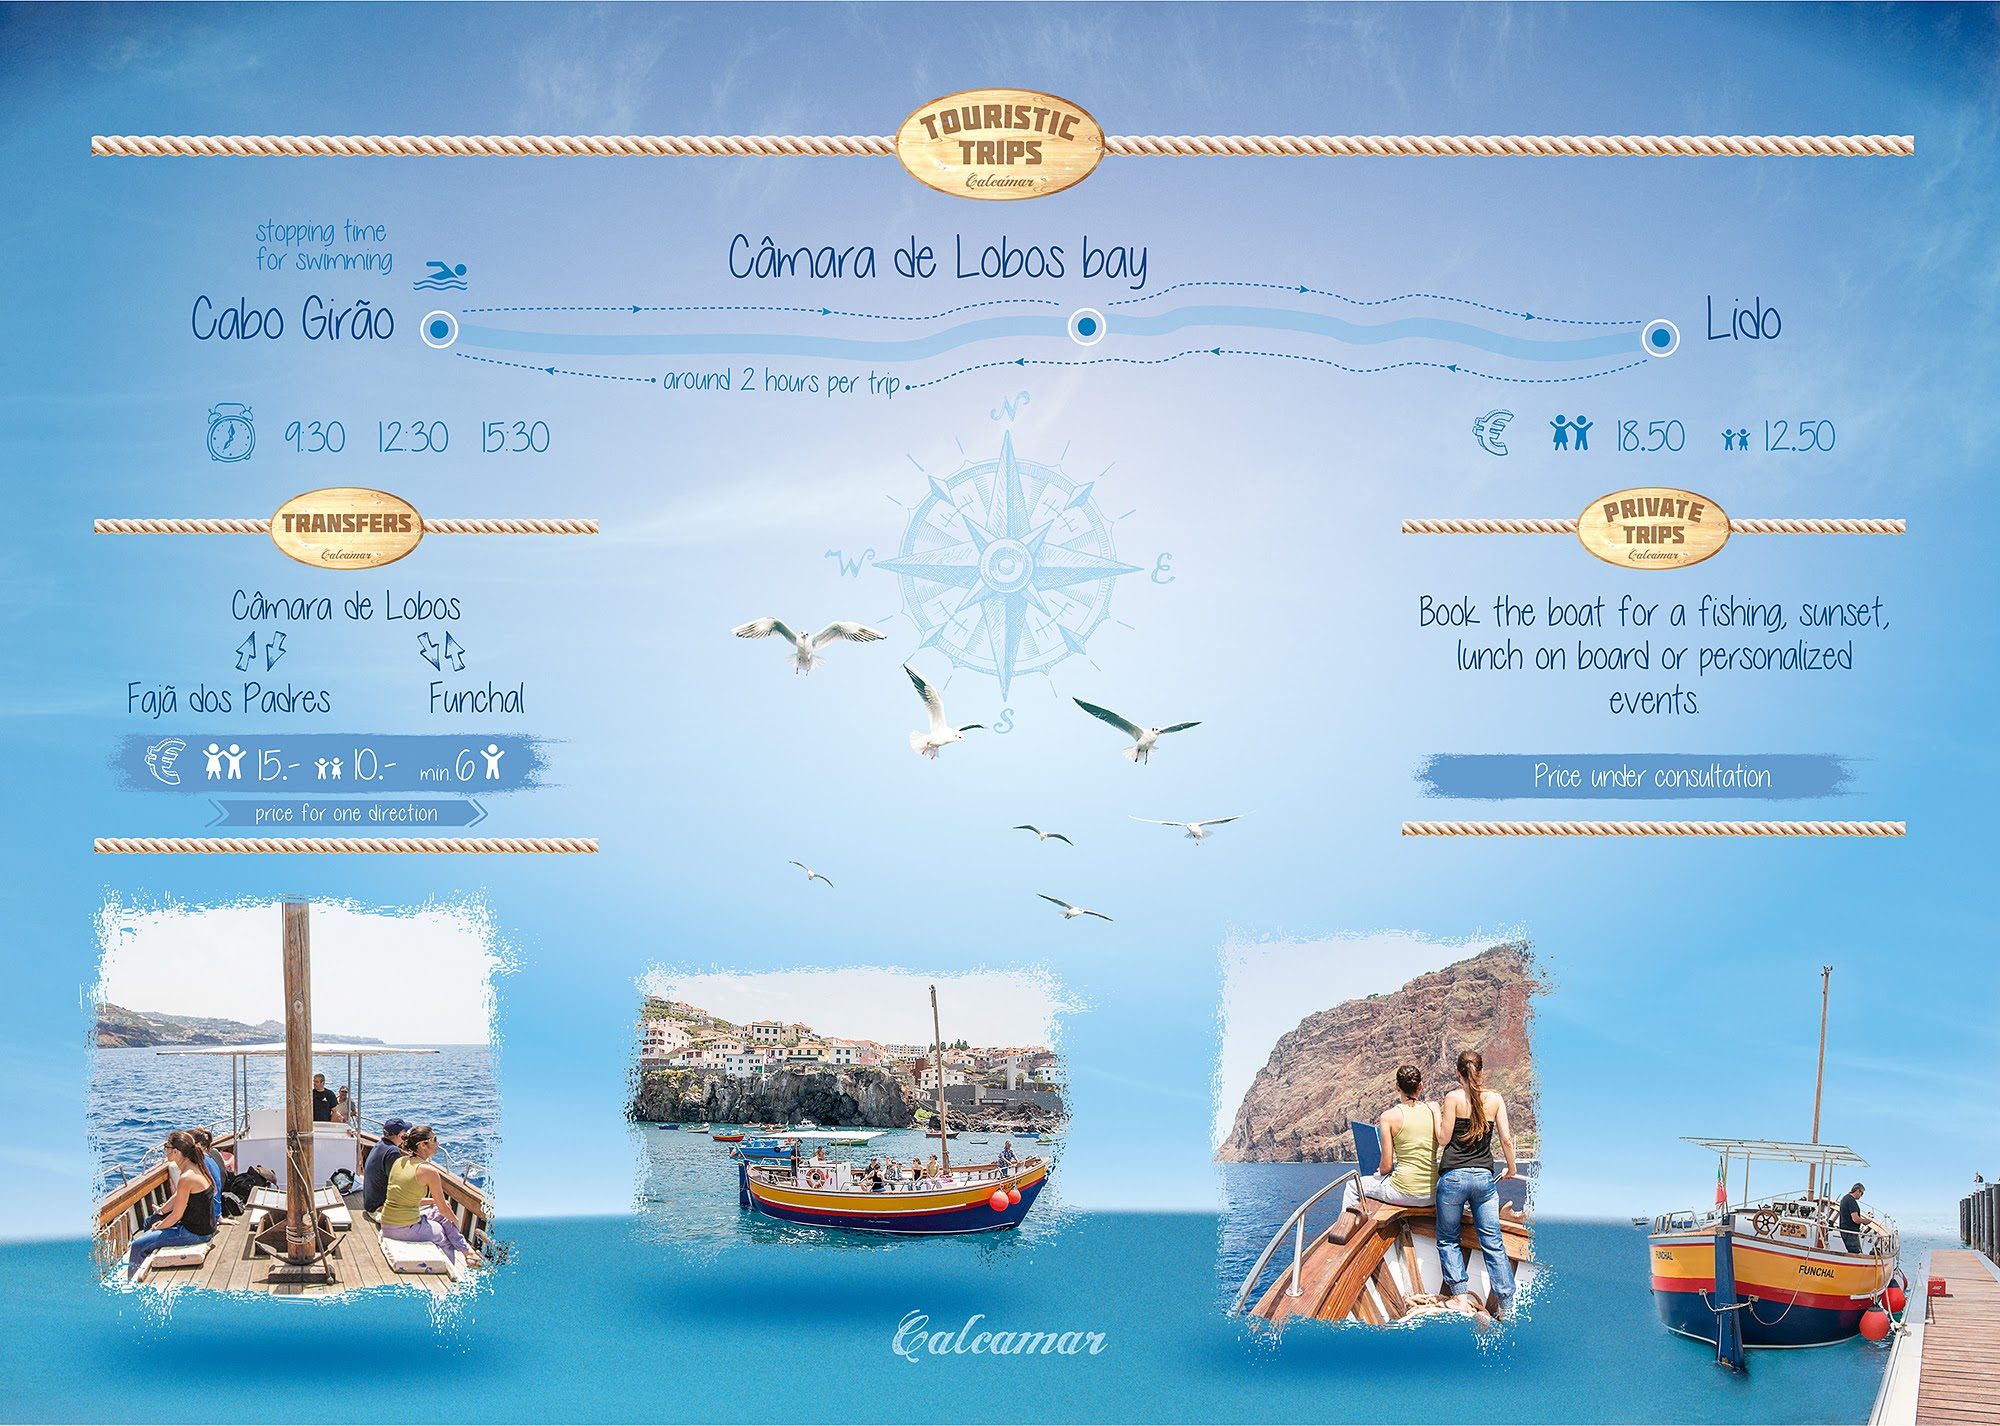 TOURISTIC
TRIPS
Calcamar
stopping time
for swimming
Câmara de Lobos bay
Cabo Girão
Lido
around 2 hours per trip
9:30 12:30 15:30
€ 18.50 12.50
N
W
E
S
TRANSFERS
Calcamar
Câmara de Lobos
Fajã dos Padres
Funchal
€ 15.- 10.- min. 6
price for one direction
PRIVATE
TRIPS
Calcamar
Book the boat for a fishing, sunset,
lunch on board or personalized
events.
Price under consultation.
FUNCHAL
FUNCHAL
Calcamar